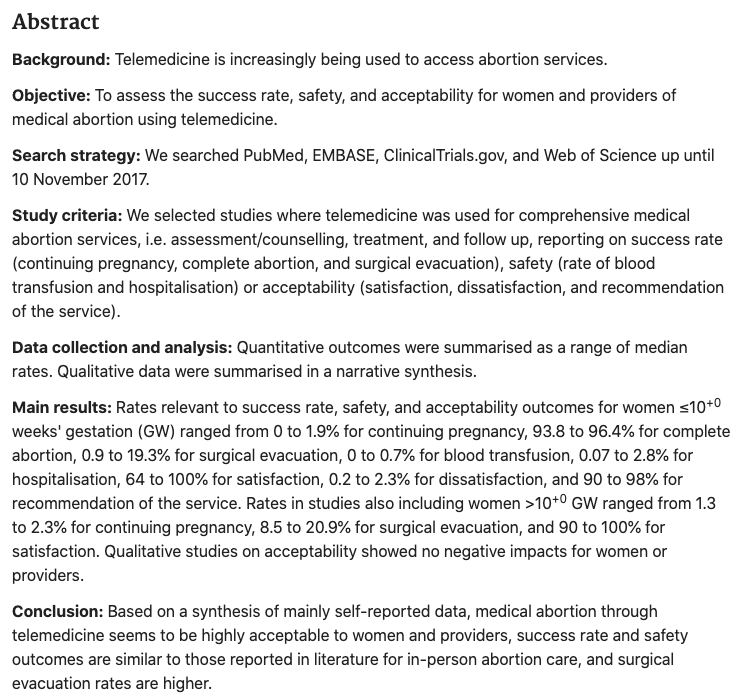 Abstract
Background: Telemedicine is increasingly being used to access abortion services.
Objective: To assess the success rate, safety, and acceptability for women and providers of
medical abortion using telemedicine.
Search strategy: We searched PubMed, EMBASE, ClinicalTrials.gov, and Web of Science up until
10 November 2017.
Study criteria: We selected studies where telemedicine was used for comprehensive medical
abortion services, i.e. assessment/counselling, treatment, and follow up, reporting on success rate
(continuing pregnancy, complete abortion, and surgical evacuation), safety (rate of blood
transfusion and hospitalisation) or acceptability (satisfaction, dissatisfaction, and recommendation
of the service).
Data collection and analysis: Quantitative outcomes were summarised as a range of median
rates. Qualitative data were summarised in a narrative synthesis.
Main results: Rates relevant to success rate, safety, and acceptability outcomes for women ≤10⁺⁰
weeks' gestation (GW) ranged from 0 to 1.9% for continuing pregnancy, 93.8 to 96.4% for complete
abortion, 0.9 to 19.3% for surgical evacuation, 0 to 0.7% for blood transfusion, 0.07 to 2.8% for
hospitalisation, 64 to 100% for satisfaction, 0.2 to 2.3% for dissatisfaction, and 90 to 98% for
recommendation of the service. Rates in studies also including women >10⁺⁰ GW ranged from 1.3
to 2.3% for continuing pregnancy, 8.5 to 20.9% for surgical evacuation, and 90 to 100% for
satisfaction. Qualitative studies on acceptability showed no negative impacts for women or
providers.
Conclusion: Based on a synthesis of mainly self-reported data, medical abortion through
telemedicine seems to be highly acceptable to women and providers, success rate and safety
outcomes are similar to those reported in literature for in-person abortion care, and surgical
evacuation rates are higher.